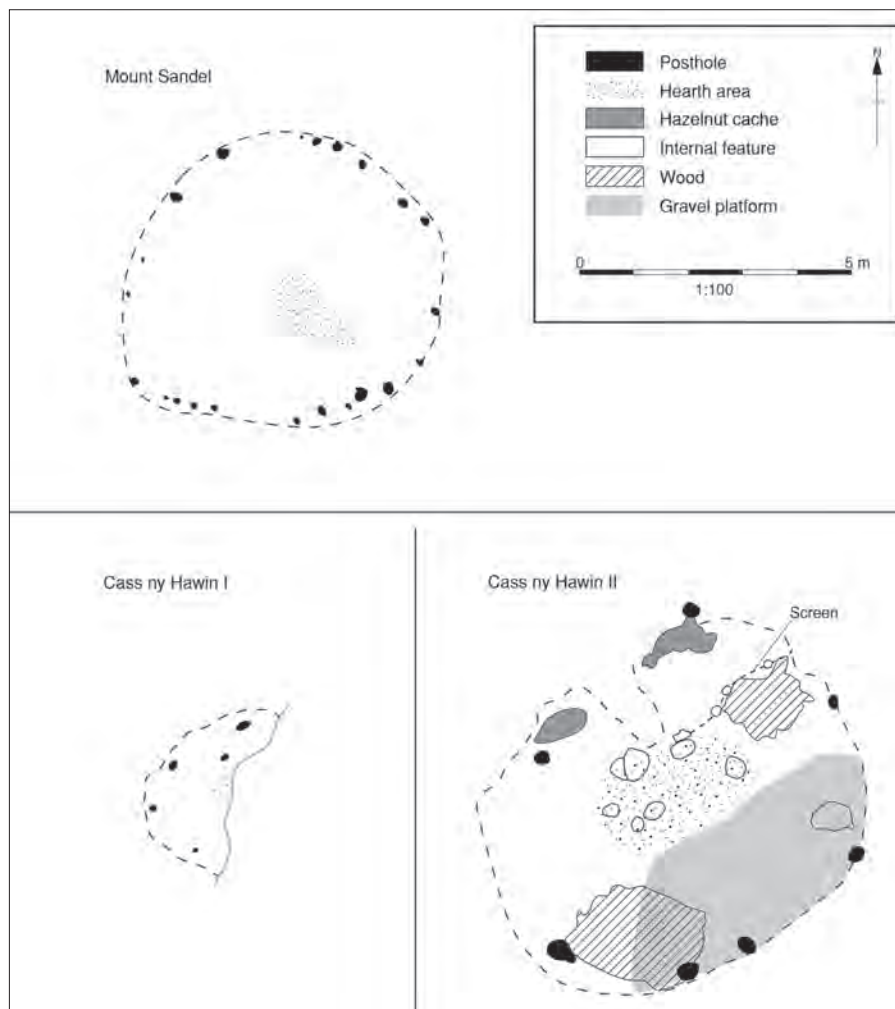 Mount Sandel
N
Posthole
Hearth area
Hazelnut cache
Internal feature
Wood
Gravel platform
0 5 m
1:100
Cass ny Hawin I
Cass ny Hawin II
Screen